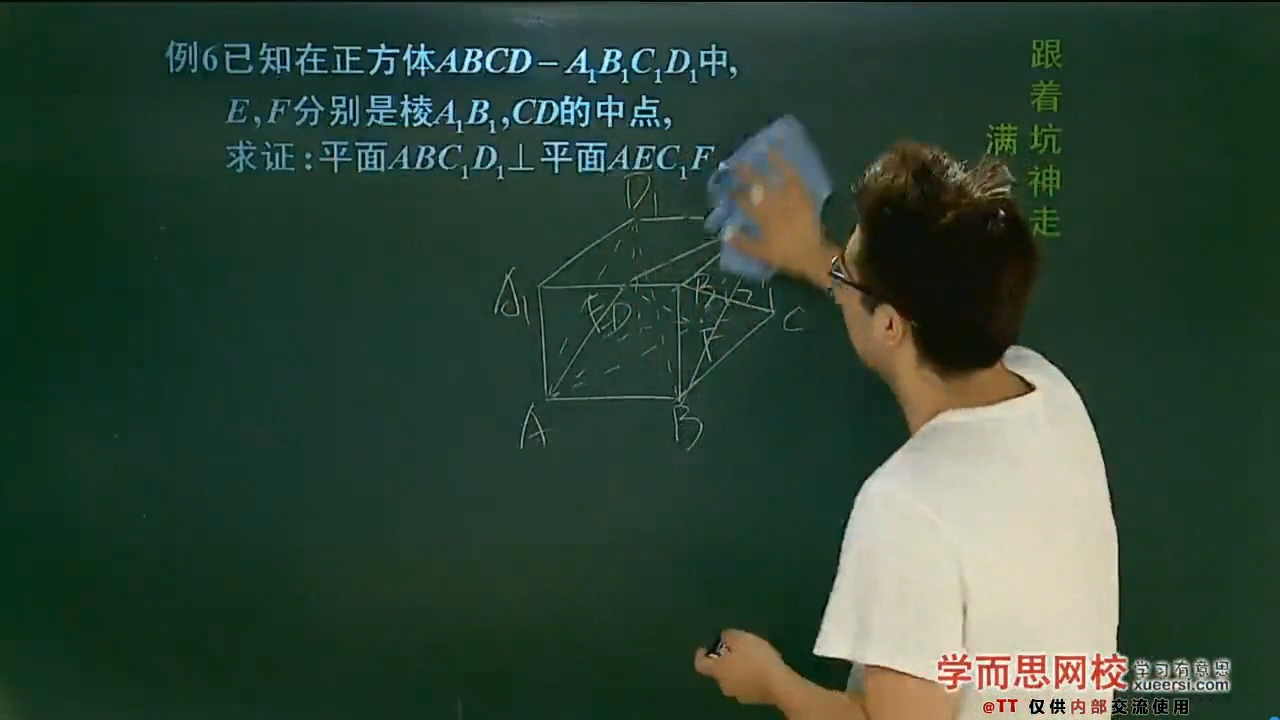 例6已知在正方体ABCD－A₁B₁C₁D₁中,
E,F分别是棱A₁B₁,CD的中点,
求证:平面ABC₁D₁⊥平面AEC₁F
跟着坑神走
满
D₁
A₁
B
E
D
F
C
A
B
学而思网校
学习有意思
xueersi.com
@TT 仅供内部交流使用